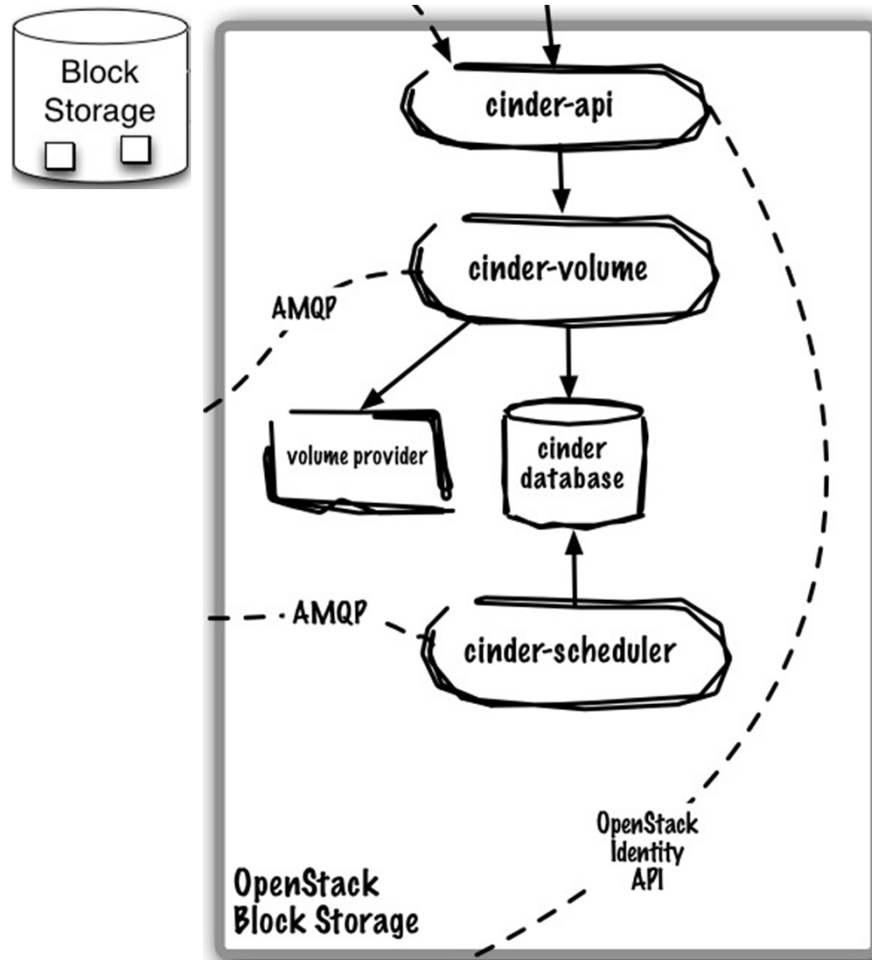 Block
Storage
cinder-api
cinder-volume
AMQP
volume provider
cinder
database
AMQP
cinder-scheduler
OpenStack
Identity
API
OpenStack
Block Storage